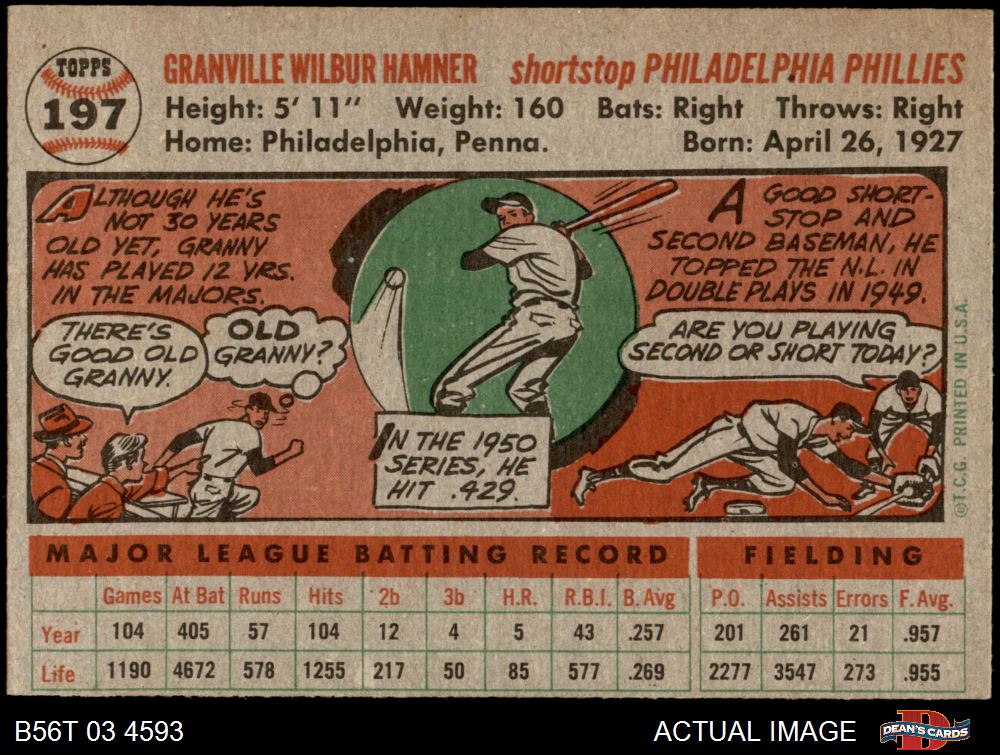 TOPPS
197
GRANVILLE WILBUR HAMNER shortstop PHILADELPHIA PHILLIES
Height: 5' 11" Weight: 160 Bats: Right Throws: Right
Home: Philadelphia, Penna. Born: April 26, 1927
ALTHOUGH HE'S
NOT 30 YEARS
OLD YET, GRANNY
HAS PLAYED 12 YRS.
IN THE MAJORS.
THERE'S
GOOD OLD
GRANNY.
OLD
GRANNY?
IN THE 1950
SERIES, HE
HIT .429.
A GOOD SHORT-
STOP AND
SECOND BASEMAN, HE
TOPPED THE N.L. IN
DOUBLE PLAYS IN 1949.
ARE YOU PLAYING
SECOND OR SHORT TODAY?
©T.C.G. PRINTED IN U.S.A.
MAJOR LEAGUE BATTING RECORD FIELDING
Games At Bat Runs Hits 2b 3b H.R. R.B.I. B. Avg P.O. Assists Errors F. Avg.
Year 104 405 57 104 12 4 5 43 .257 201 261 21 .957
Life 1190 4672 578 1255 217 50 85 577 .269 2277 3547 273 .955
B56T 03 4593 ACTUAL IMAGE DEAN'S CARDS